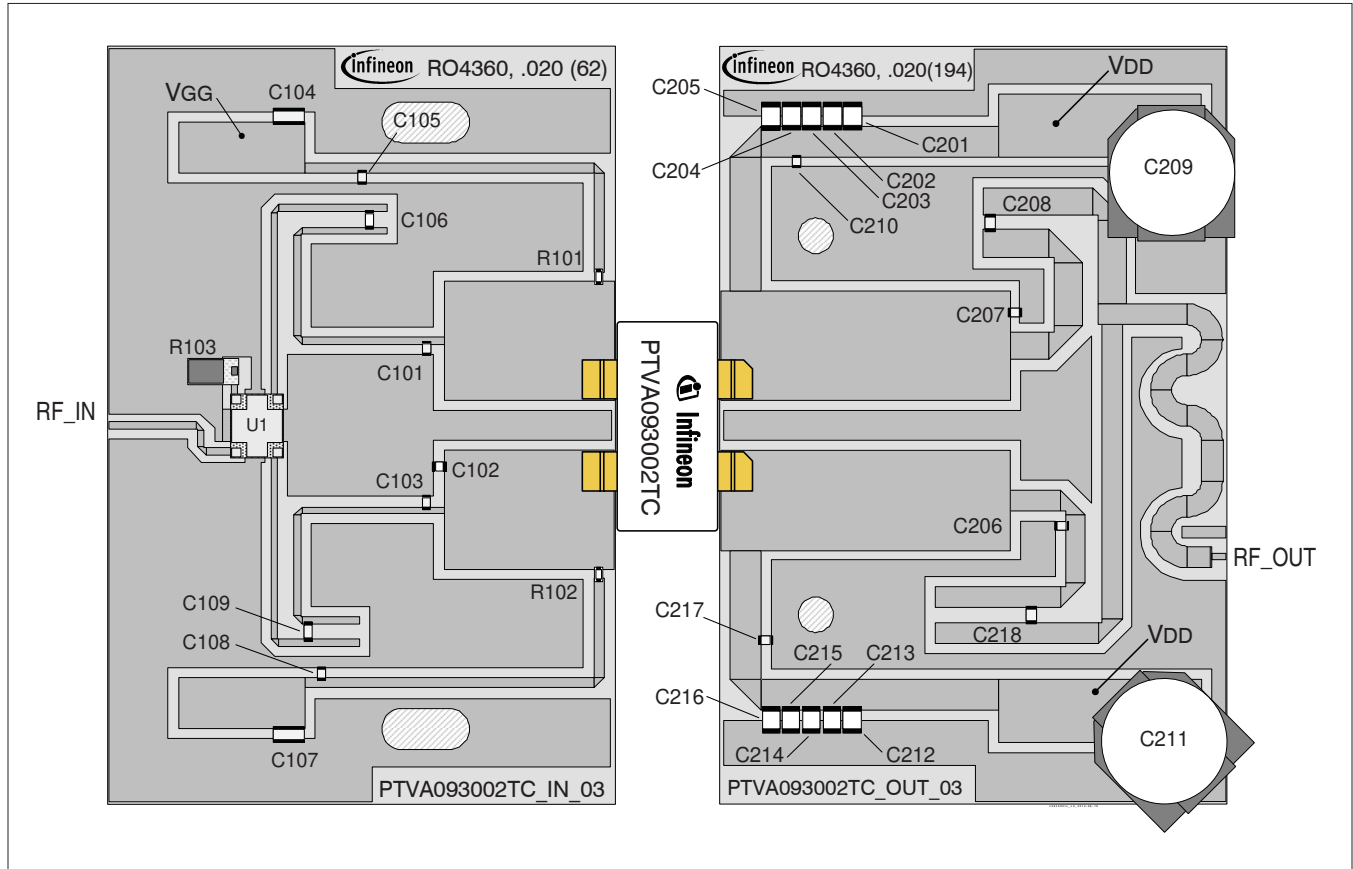 infineon RO4360, .020 (62)
VGG
C104
C105
C106
R101
R103
C101
RF_IN
U1
C103
C102
R102
C109
C108
C107
PTVA093002TC_IN_03
Infineon
PTVA093002TC
infineon RO4360, .020(194)
VDD
C205
C201
C204
C202
C203
C210
C209
C208
C207
C206
RF_OUT
C217
C218
C215
C213
VDD
C216
C214
C212
C211
PTVA093002TC_OUT_03